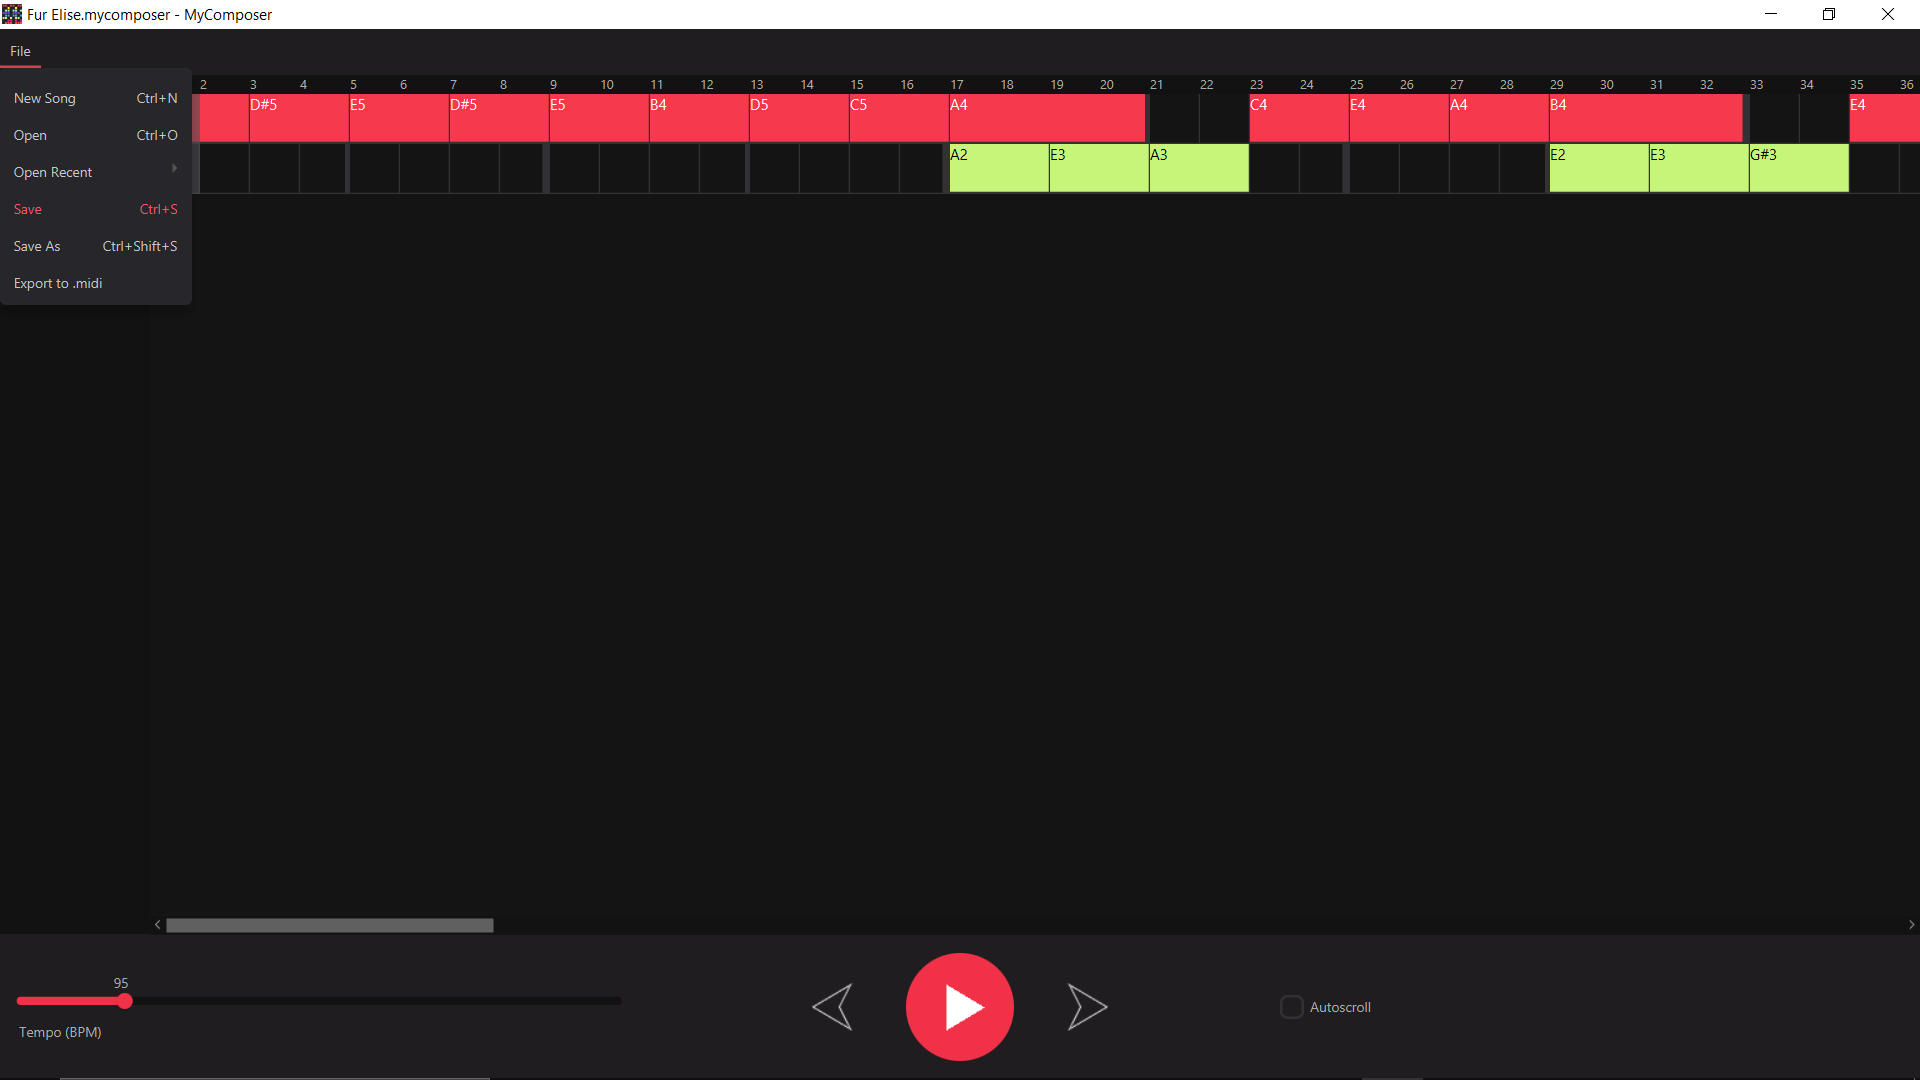 Fur Elise.mycomposer - MyComposer
File
New Song Ctrl+N
Open Ctrl+O
Open Recent
Save Ctrl+S
Save As Ctrl+Shift+S
Export to .midi
2 3 4 5 6 7 8 9 10 11 12 13 14 15 16 17 18 19 20 21 22 23 24 25 26 27 28 29 30 31 32 33 34 35 36
D#5 E5 D#5 E5 B4 D5 C5 A4 C4 E4 A4 B4 E4
A2 E3 A3 E2 E3 G#3
95
Tempo (BPM)
Autoscroll